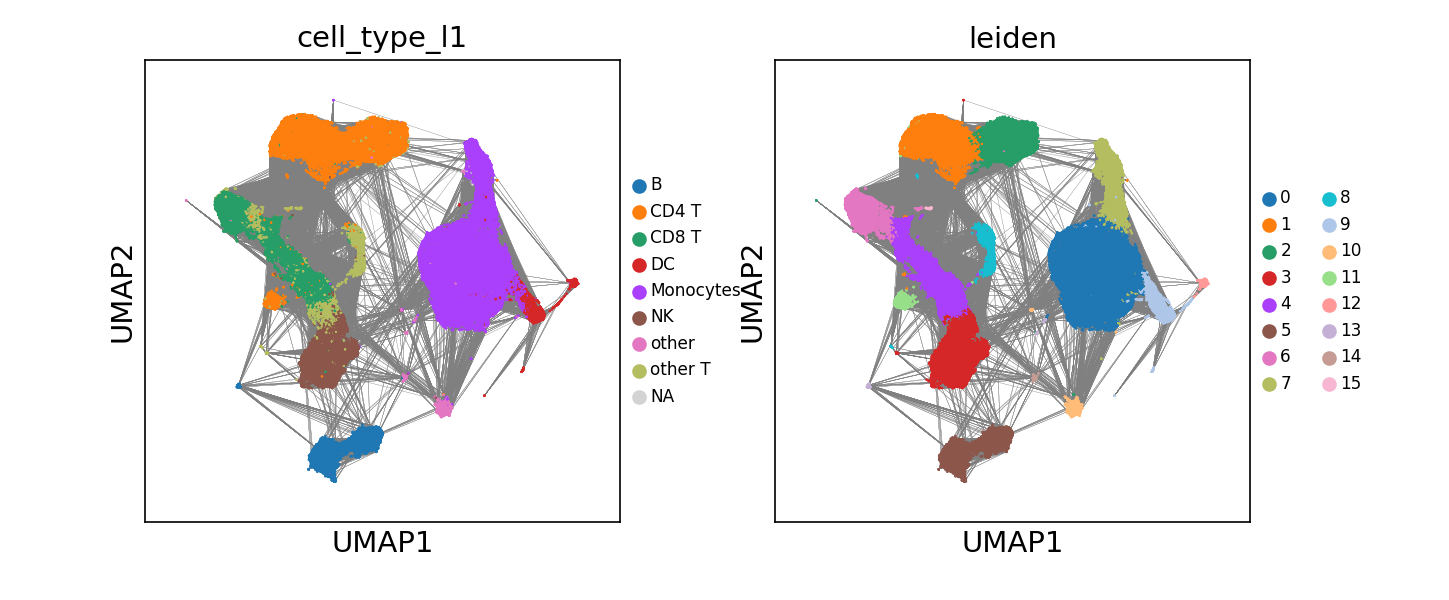 cell_type_l1
UMAP2
UMAP1
B
CD4 T
CD8 T
DC
Monocytes
NK
other
other T
NA
leiden
UMAP2
UMAP1
0 8
1 9
2 10
3 11
4 12
5 13
6 14
7 15